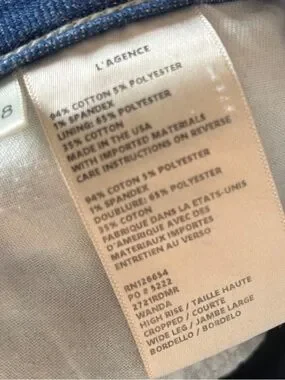 8
L'AGENCE
94% COTTON 5% POLYESTER
1% SPANDEX
LINING: 65% POLYESTER
35% COTTON
MADE IN THE USA
WITH IMPORTED MATERIALS
CARE INSTRUCTIONS ON REVERSE
94% COTON 5% POLYESTER
1% SPANDEX
DOUBLURE: 65% POLYESTER
35% COTON
FABRIQUE DANS LA ETATS-UNIS
D'AMERIQUE AVEC DES
MATERIAUX IMPORTES
ENTRETIEN AU VERSO
RN126654
PO # 5222
2721RDMR
WANDA
HIGH RISE / TAILLE HAUTE
CROPPED / COURTE
WIDE LEG / JAMBE LARGE
BORDELLO / BORDELLO